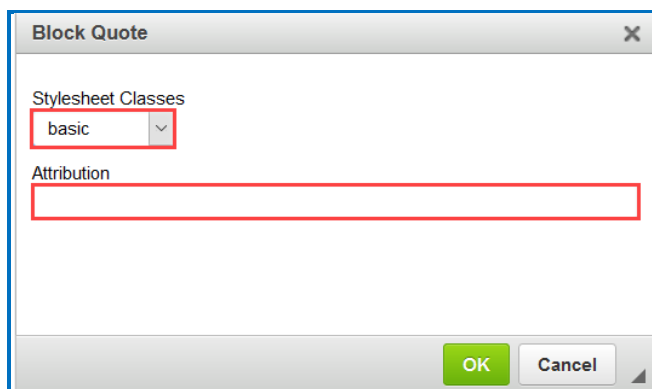 Block Quote
Stylesheet Classes
basic
Attribution
OK Cancel